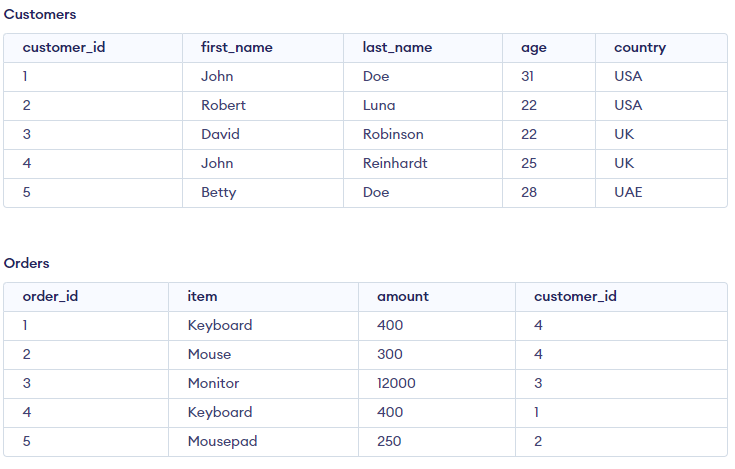 Customers
customer_id first_name last_name age country
1 John Doe 31 USA
2 Robert Luna 22 USA
3 David Robinson 22 UK
4 John Reinhardt 25 UK
5 Betty Doe 28 UAE
Orders
order_id item amount customer_id
1 Keyboard 400 4
2 Mouse 300 4
3 Monitor 12000 3
4 Keyboard 400 1
5 Mousepad 250 2